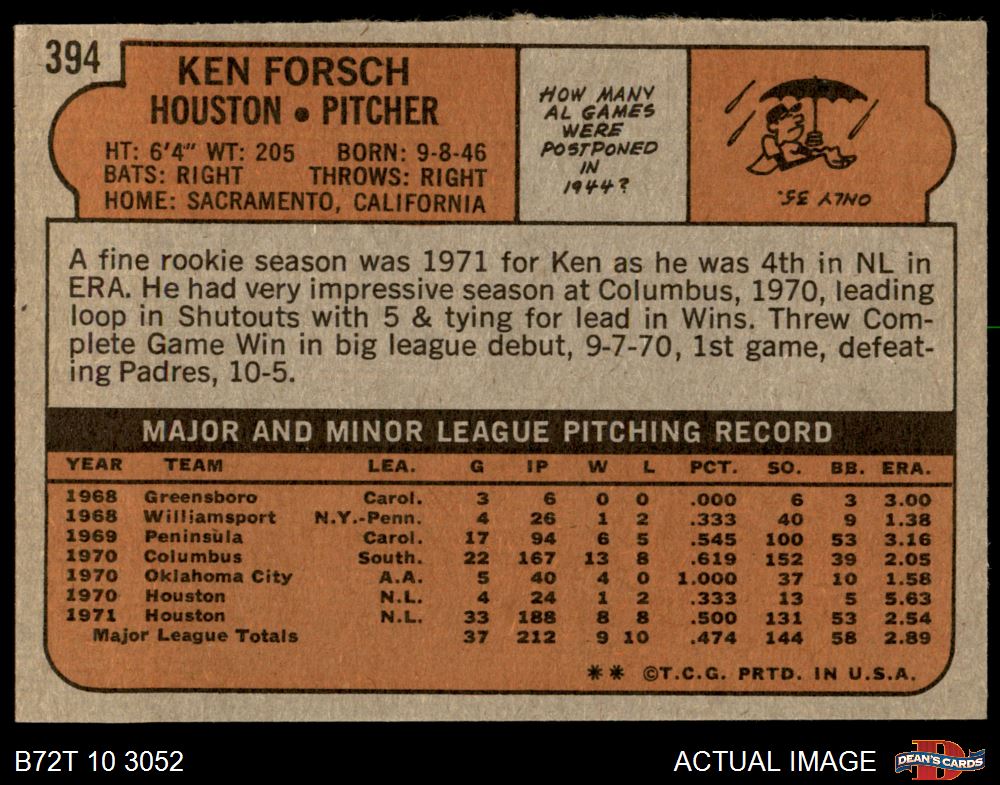 394
KEN FORSCH
HOUSTON • PITCHER
HT: 6'4" WT: 205 BORN: 9-8-46
BATS: RIGHT THROWS: RIGHT
HOME: SACRAMENTO, CALIFORNIA
HOW MANY
AL GAMES
WERE
POSTPONED
IN
1944?
ONLY 35.
A fine rookie season was 1971 for Ken as he was 4th in NL in
ERA. He had very impressive season at Columbus, 1970, leading
loop in Shutouts with 5 & tying for lead in Wins. Threw Com-
plete Game Win in big league debut, 9-7-70, 1st game, defeat-
ing Padres, 10-5.
MAJOR AND MINOR LEAGUE PITCHING RECORD
YEAR TEAM LEA. G IP W L PCT. SO. BB. ERA.
1968 Greensboro Carol. 3 6 0 0 .000 6 3 3.00
1968 Williamsport N.Y.-Penn. 4 26 1 2 .333 40 9 1.38
1969 Peninsula Carol. 17 94 6 5 .545 100 53 3.16
1970 Columbus South. 22 167 13 8 .619 152 39 2.05
1970 Oklahoma City A.A. 5 40 4 0 1.000 37 10 1.58
1970 Houston N.L. 4 24 1 2 .333 13 5 5.63
1971 Houston N.L. 33 188 8 8 .500 131 53 2.54
Major League Totals 37 212 9 10 .474 144 58 2.89
** ©T.C.G. PRTD. IN U.S.A.
B72T 10 3052 ACTUAL IMAGE DEAN'S CARDS